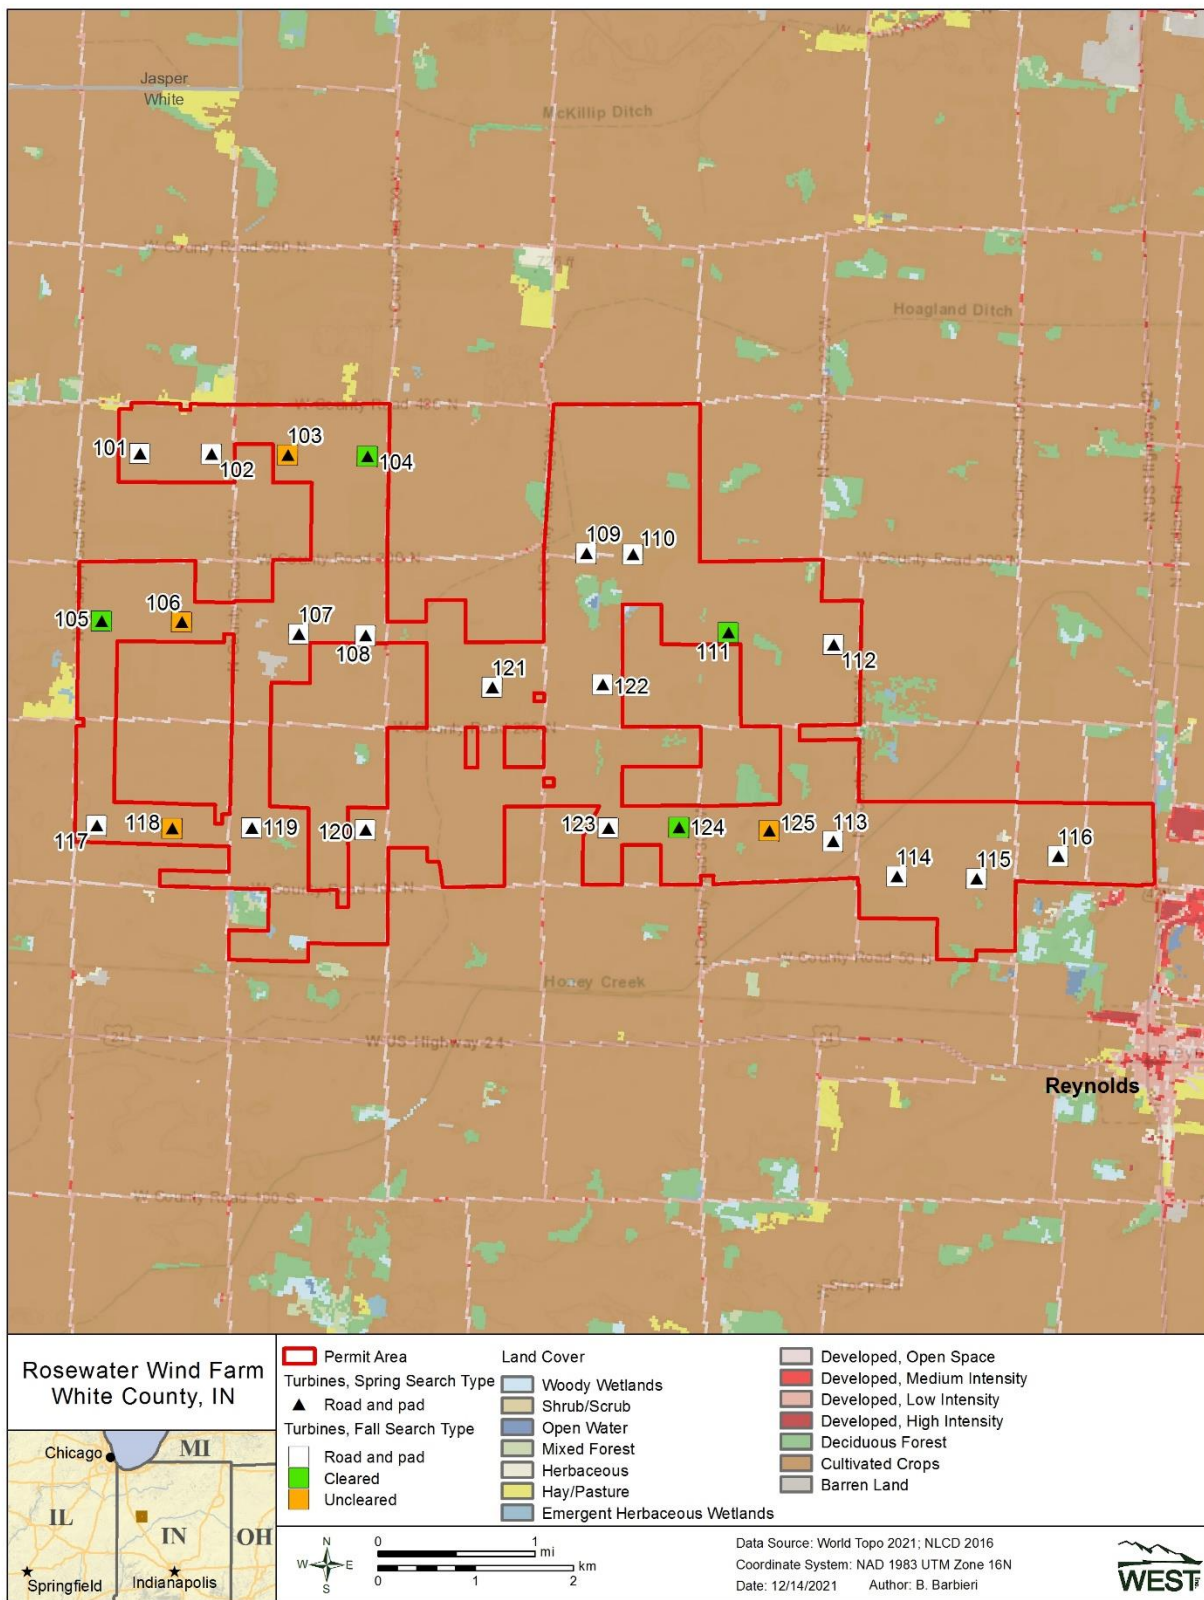 Jasper
White
McKillip Ditch
Hoagland Ditch
101
102
103
104
109
110
105
106
107
108
111
112
121
122
117
118
119
120
123
124
125
113
114
115
116
Honey Creek
W US Highway 24
Reynolds
Rosewater Wind Farm
White County, IN
Chicago
MI
IL
IN
OH
Springfield
Indianapolis
Permit Area
Turbines, Spring Search Type
Road and pad
Turbines, Fall Search Type
Road and pad
Cleared
Uncleared
Land Cover
Woody Wetlands
Shrub/Scrub
Open Water
Mixed Forest
Herbaceous
Hay/Pasture
Emergent Herbaceous Wetlands
Developed, Open Space
Developed, Medium Intensity
Developed, Low Intensity
Developed, High Intensity
Deciduous Forest
Cultivated Crops
Barren Land
N
W E
S
0 1
mi
km
0 1 2
Data Source: World Topo 2021; NLCD 2016
Coordinate System: NAD 1983 UTM Zone 16N
Date: 12/14/2021 Author: B. Barbieri
WEST